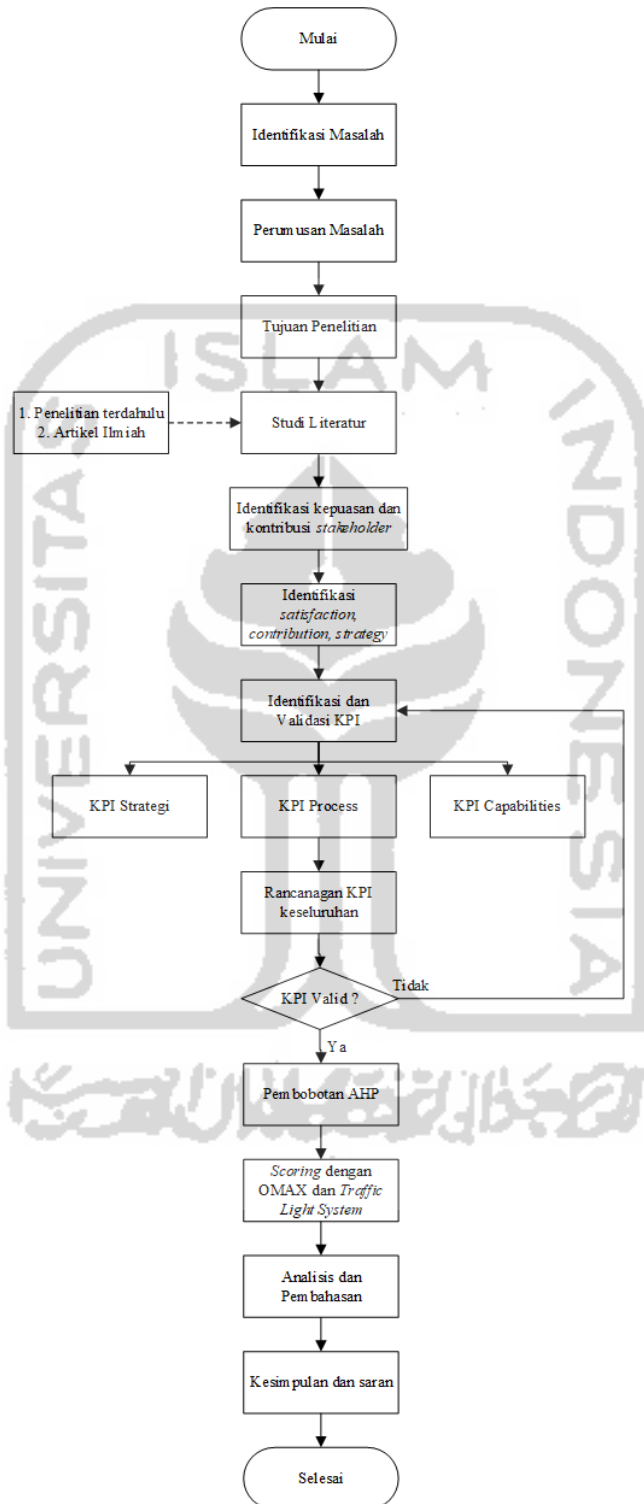 Mulai
Identifikasi Masalah
Perumusan Masalah
Tujuan Penelitian
1. Penelitian terdahulu
2. Artikel Ilmiah
Studi Literatur
Identifikasi kepuasan dan
kontribusi stakeholder
Identifikasi
satisfaction,
contribution, strategy
Identifikasi dan
Validasi KPI
KPI Strategi
KPI Process
KPI Capabilities
Rancanagan KPI
keseluruhan
KPI Valid ?
Tidak
Ya
Pembobotan AHP
Scoring dengan
OMAX dan Traffic
Light System
Analisis dan
Pembahasan
Kesimpulan dan saran
Selesai
UNIVERSITAS
ISLAM
INDONESIA